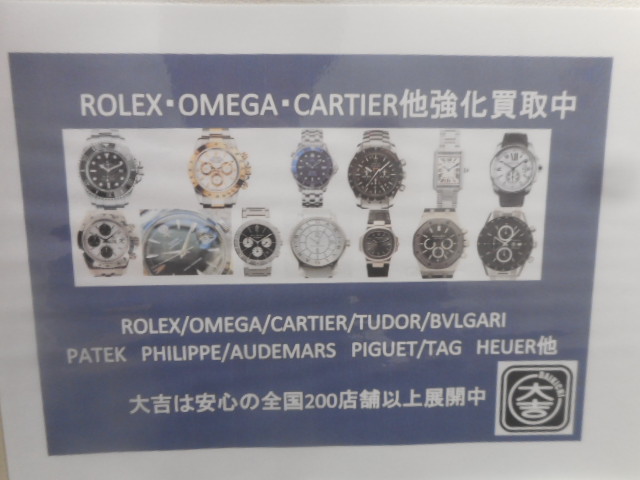 ROLEX・OMEGA・CARTIER他強化買取中
ROLEX/OMEGA/CARTIER/TUDOR/BVLGARI
PATEK PHILIPPE/AUDEMARS PIGUET/TAG HEUER他
大吉は安心の全国200店舗以上展開中
DAIKICHI
大吉